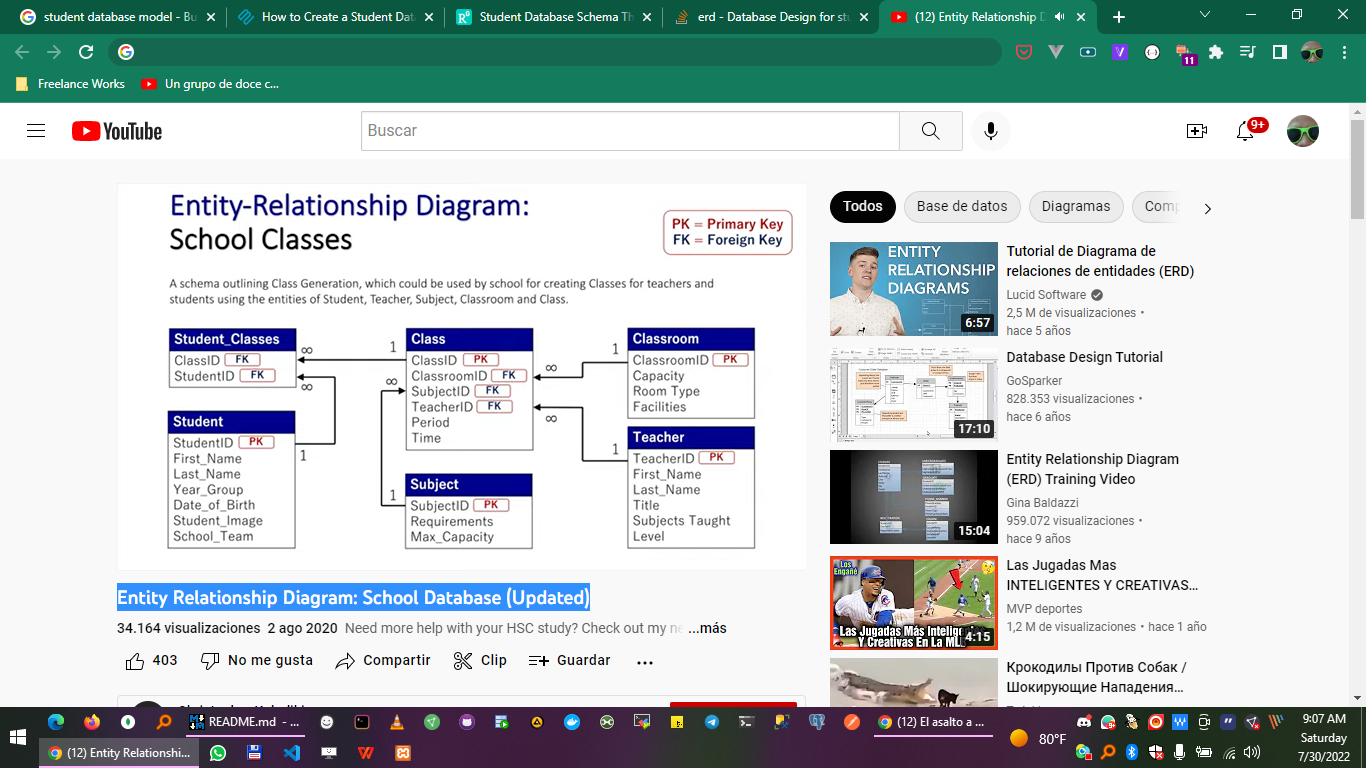 student database model - Bu
How to Create a Student Dat
Student Database Schema Th
erd - Database Design for stu
(12) Entity Relationship D
11
Freelance Works
Un grupo de doce c...
YouTube
Buscar
9+
Entity-Relationship Diagram:
School Classes
PK = Primary Key
FK = Foreign Key
A schema outlining Class Generation, which could be used by school for creating Classes for teachers and
students using the entities of Student, Teacher, Subject, Classroom and Class.
Student_Classes
ClassID FK
StudentID FK
∞
∞
Student
StudentID PK
First_Name
Last_Name
Year_Group
Date_of_Birth
Student_Image
School_Team
1
1
Class
ClassID PK
ClassroomID FK
SubjectID FK
TeacherID FK
Period
Time
∞
∞
∞
1
Subject
SubjectID PK
Requirements
Max_Capacity
1
Classroom
ClassroomID PK
Capacity
Room Type
Facilities
1
Teacher
TeacherID PK
First_Name
Last_Name
Title
Subjects Taught
Level
Entity Relationship Diagram: School Database (Updated)
34.164 visualizaciones 2 ago 2020 Need more help with your HSC study? Check out my ne ...más
403 No me gusta Compartir Clip Guardar
Todos Base de datos Diagramas Comp
ENTITY
RELATIONSHIP
DIAGRAMS
6:57
Tutorial de Diagrama de
relaciones de entidades (ERD)
Lucid Software
2,5 M de visualizaciones •
hace 5 años
17:10
Database Design Tutorial
GoSparker
828.353 visualizaciones •
hace 6 años
15:04
Entity Relationship Diagram
(ERD) Training Video
Gina Baldazzi
959.072 visualizaciones •
hace 9 años
Los
Engañé
Las Jugadas Más Intelig
Y Creativas En La ML
4:15
Las Jugadas Mas
INTELIGENTES Y CREATIVAS...
MVP deportes
1,2 M de visualizaciones • hace 1 año
Крокодилы Против Собак /
Шокирующие Нападения...
README.md - ...
(12) El asalto a ...
80°F
9:07 AM
Saturday
7/30/2022
(12) Entity Relationshi...